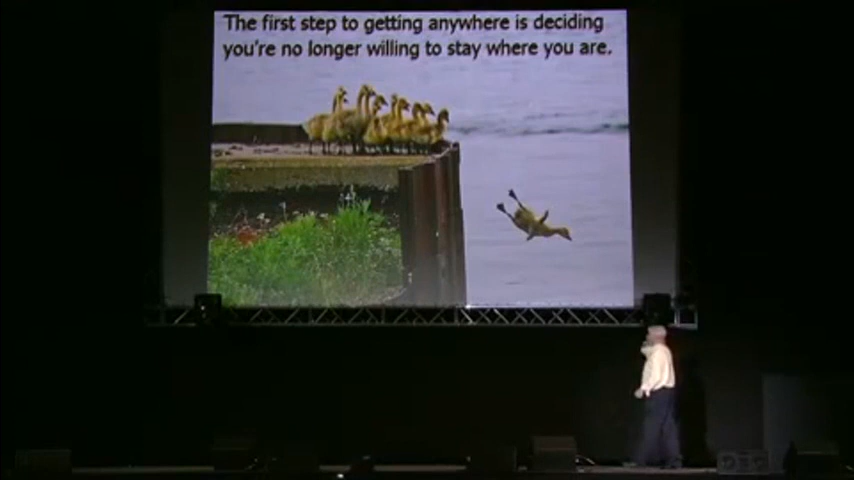 The first step to getting anywhere is deciding
you're no longer willing to stay where you are.